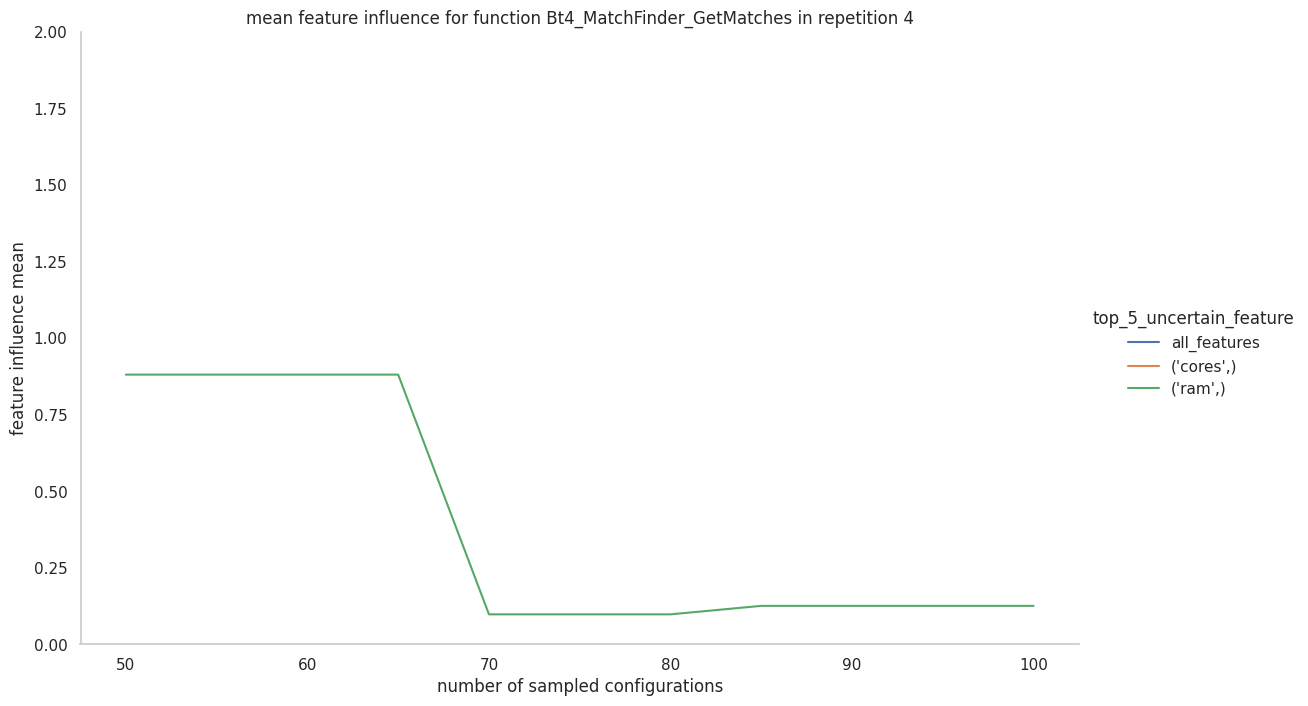 mean feature influence for function Bt4_MatchFinder_GetMatches in repetition 4
2.00
1.75
1.50
1.25
1.00
0.75
0.50
0.25
0.00
feature influence mean
50 60 70 80 90 100
number of sampled configurations
top_5_uncertain_feature
all_features
('cores',)
('ram',)